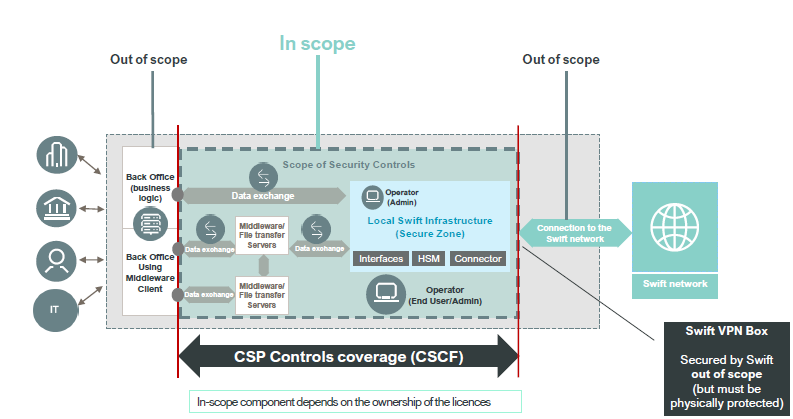 In scope
Out of scope
Out of scope
Scope of Security Controls
Back Office
(business
logic)
Data exchange
Operator
(Admin)
Local Swift Infrastructure
(Secure Zone)
Middleware/
File transfer
Servers
Data exchange
Data exchange
Connection to the
Swift network
Interfaces
HSM
Connector
Back Office
Using
Middleware
Client
Swift network
Middleware/
File transfer
Servers
Data exchange
Operator
(End User/Admin)
IT
Swift VPN Box
Secured by Swift
out of scope
(but must be
physically protected)
CSP Controls coverage (CSCF)
In-scope component depends on the ownership of the licences